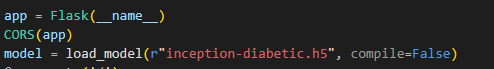 app = Flask(__name__)
CORS(app)
model = load_model(r"inception-diabetic.h5", compile=False)